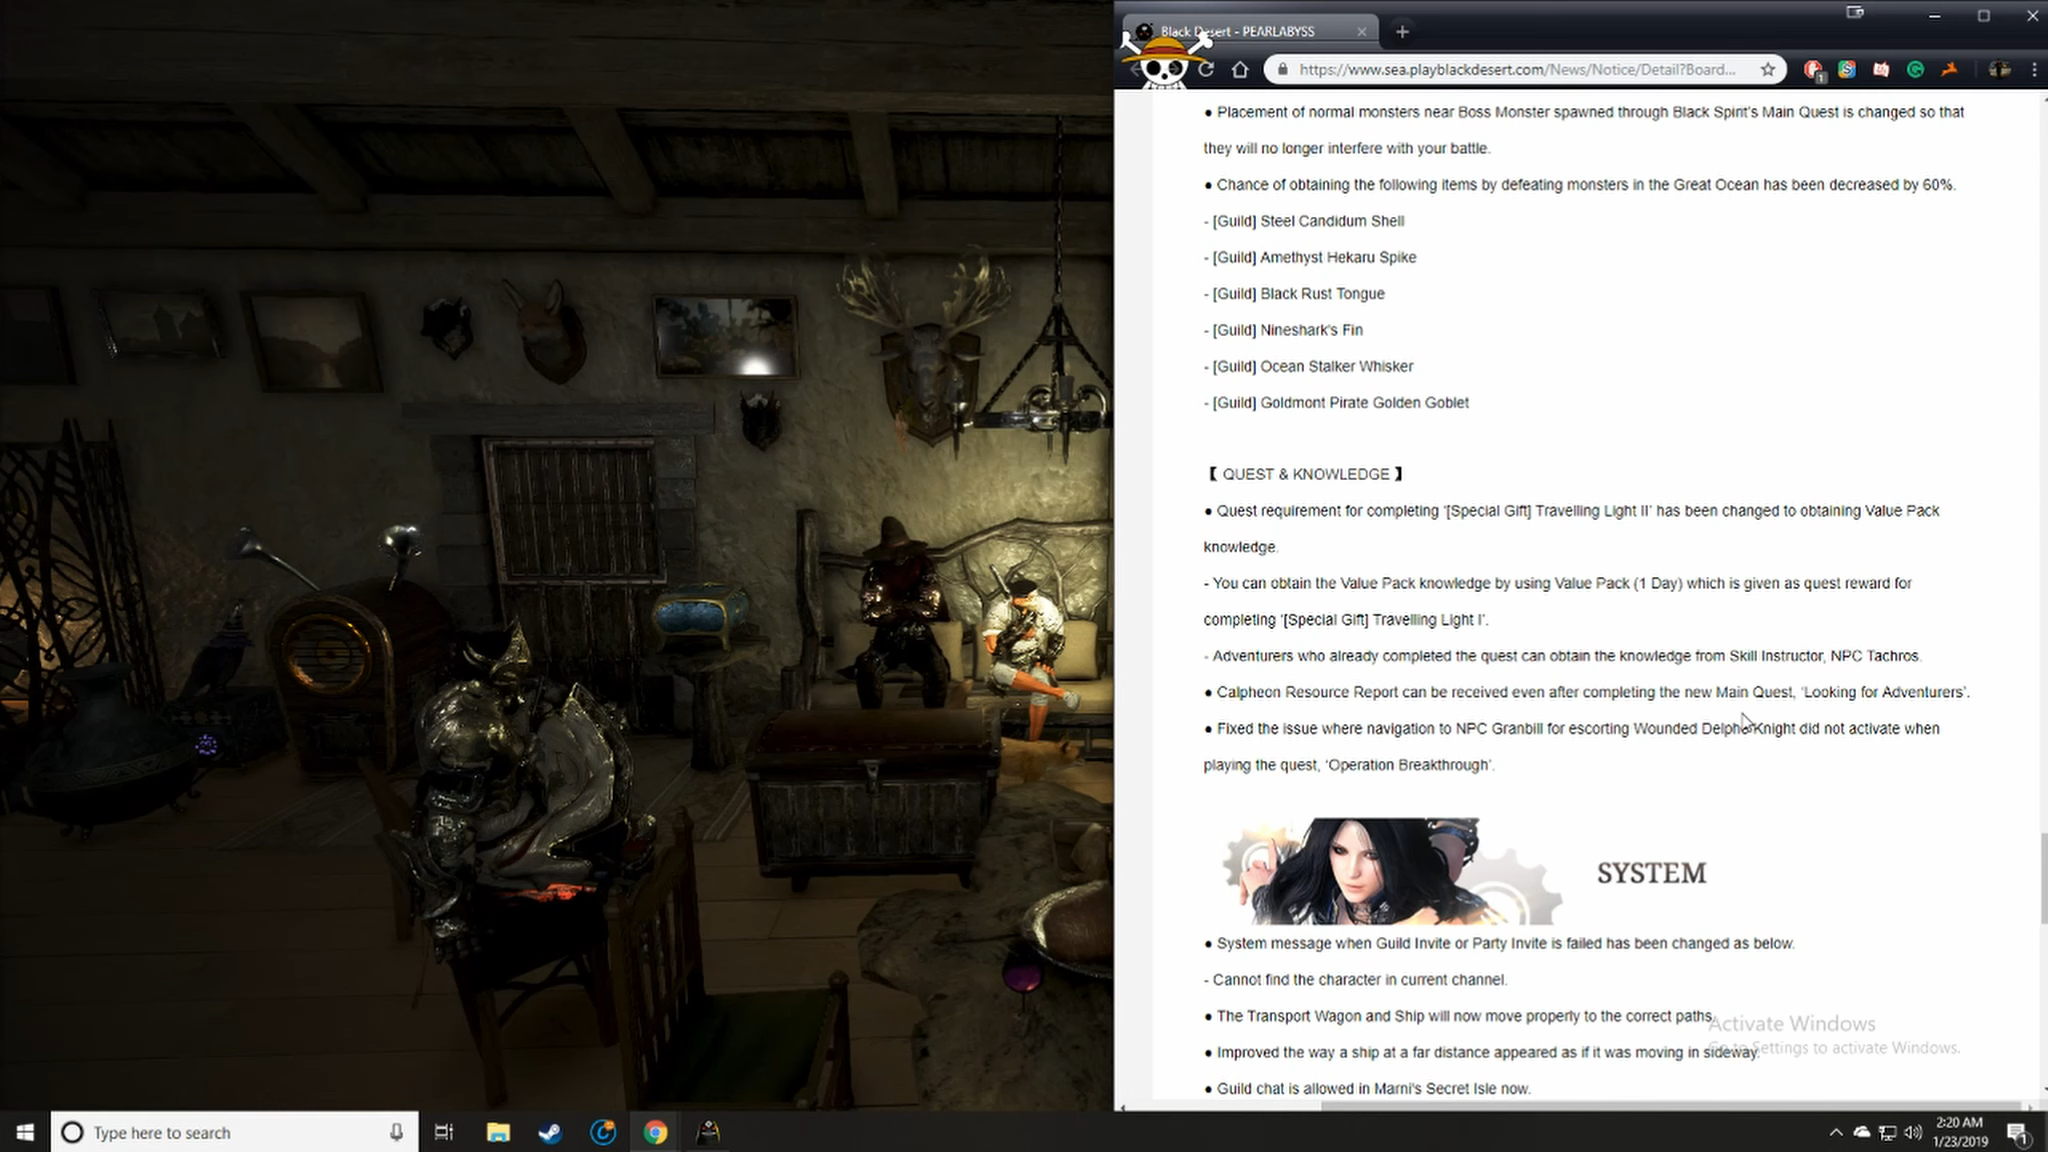 Black Desert - PEARLABYSS
https://www.sea.playblackdesert.com/News/Notice/Detail?Board...
● Placement of normal monsters near Boss Monster spawned through Black Spirit's Main Quest is changed so that
they will no longer interfere with your battle.
● Chance of obtaining the following items by defeating monsters in the Great Ocean has been decreased by 60%.
- [Guild] Steel Candidum Shell
- [Guild] Amethyst Hekaru Spike
- [Guild] Black Rust Tongue
- [Guild] Nineshark's Fin
- [Guild] Ocean Stalker Whisker
- [Guild] Goldmont Pirate Golden Goblet
【 QUEST & KNOWLEDGE 】
● Quest requirement for completing ‘[Special Gift] Travelling Light II’ has been changed to obtaining Value Pack
knowledge.
- You can obtain the Value Pack knowledge by using Value Pack (1 Day) which is given as quest reward for
completing ‘[Special Gift] Travelling Light I’.
- Adventurers who already completed the quest can obtain the knowledge from Skill Instructor, NPC Tachros.
● Calpheon Resource Report can be received even after completing the new Main Quest, ‘Looking for Adventurers’.
● Fixed the issue where navigation to NPC Granbill for escorting Wounded Delphe Knight did not activate when
playing the quest, ‘Operation Breakthrough’.
SYSTEM
● System message when Guild Invite or Party Invite is failed has been changed as below.
- Cannot find the character in current channel.
● The Transport Wagon and Ship will now move properly to the correct paths.
● Improved the way a ship at a far distance appeared as if it was moving in sideway.
● Guild chat is allowed in Marni's Secret Isle now.
Activate Windows
Go to Settings to activate Windows.
Type here to search
2:20 AM
1/23/2019